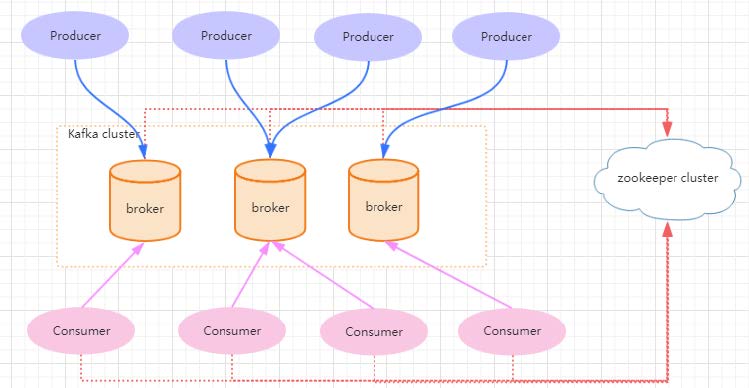 Producer
Producer
Producer
Producer
Kafka cluster
broker
broker
broker
zookeeper cluster
Consumer
Consumer
Consumer
Consumer